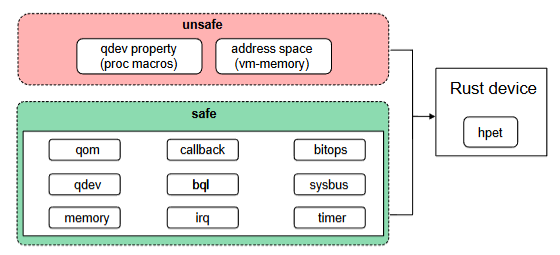 unsafe
qdev property
(proc macros)
address space
(vm-memory)
safe
qom
callback
bitops
qdev
bql
sysbus
memory
irq
timer
Rust device
hpet